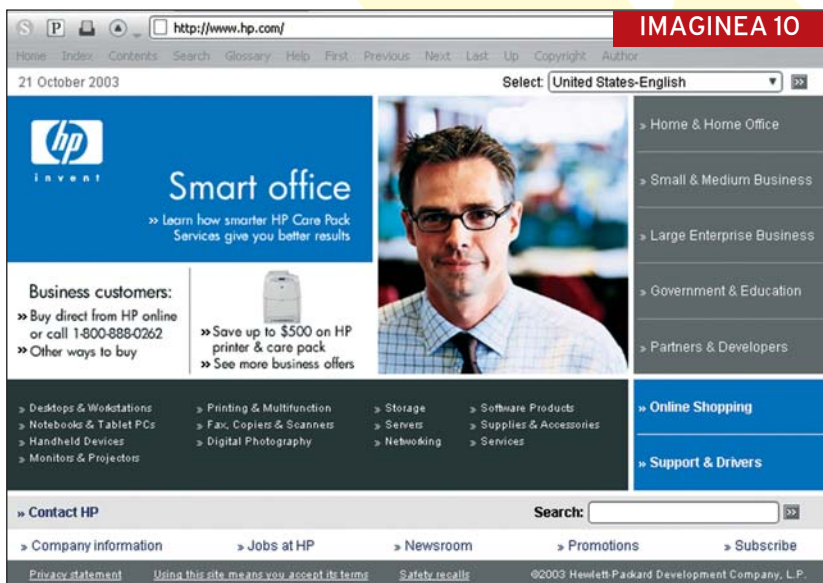 IMAGINEA 10
S P http://www.hp.com/
Home Index Contents Search Glossary Help First Previous Next Last Up Copyright Author
21 October 2003
Select: United States-English
hp
invent
Smart office
» Learn how smarter HP Care Pack
Services give you better results
Business customers:
» Buy direct from HP online
or call 1-800-888-0262
» Other ways to buy
» Save up to $500 on HP
printer & care pack
» See more business offers
» Home & Home Office
» Small & Medium Business
» Large Enterprise Business
» Government & Education
» Partners & Developers
» Desktops & Workstations
» Notebooks & Tablet PCs
» Handheld Devices
» Monitors & Projectors
» Printing & Multifunction
» Fax, Copiers & Scanners
» Digital Photography
» Storage
» Servers
» Networking
» Software Products
» Supplies & Accessories
» Services
» Online Shopping
» Support & Drivers
» Contact HP
Search:
» Company information » Jobs at HP » Newsroom » Promotions » Subscribe
Privacy statement Using this site means you accept its terms Safety recalls ©2003 Hewlett-Packard Development Company, L.P.